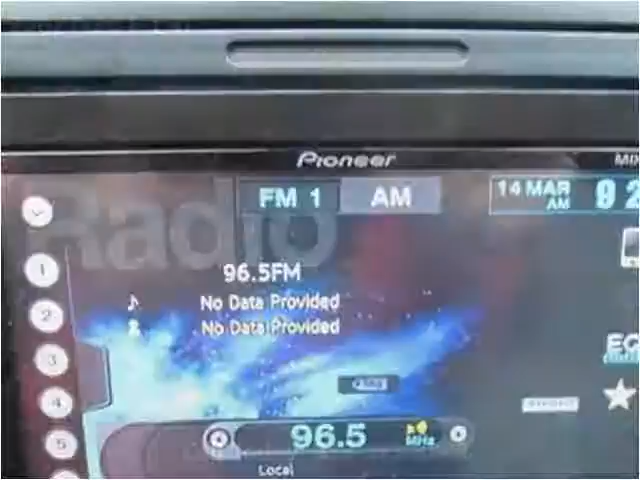 Pioneer
FM 1 AM 14 MAR AM 92
Radio
1 96.5FM
2 No Data Provided
No Data Provided
3
4
5 96.5 MHz
Local